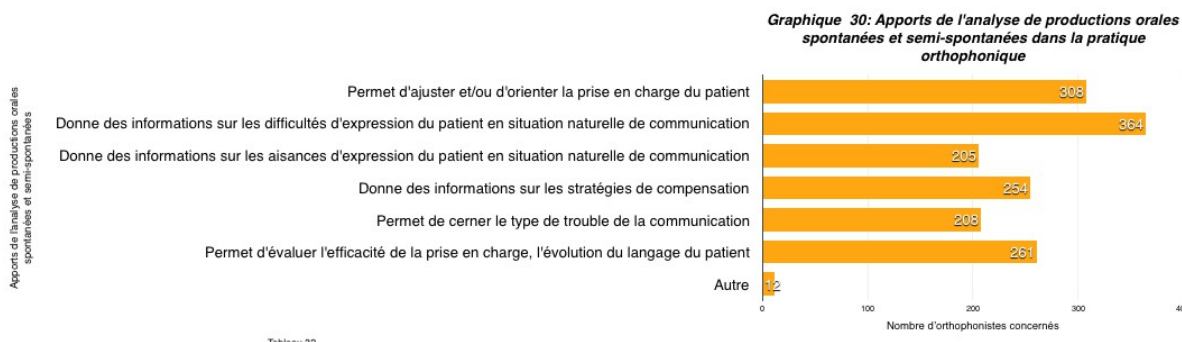 Graphique 30: Apports de l'analyse de productions orales
spontanées et semi-spontanées dans la pratique
orthophonique
Apports de l'analyse de productions orales
spontanées et semi-spontanées
Permet d'ajuster et/ou d'orienter la prise en charge du patient
308
Donne des informations sur les difficultés d'expression du patient en situation naturelle de communication
364
Donne des informations sur les aisances d'expression du patient en situation naturelle de communication
205
Donne des informations sur les stratégies de compensation
254
Permet de cerner le type de trouble de la communication
208
Permet d'évaluer l'efficacité de la prise en charge, l'évolution du langage du patient
261
Autre
12
0 100 200 300
Nombre d'orthophonistes concernés